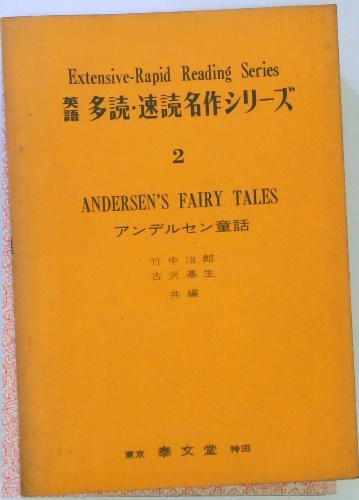 Extensive-Rapid Reading Series
英語 多読・速読名作シリーズ
2
ANDERSEN'S FAIRY TALES
アンデルセン童話
竹中治郎
古沢基生
共編
東京 泰文堂 神田